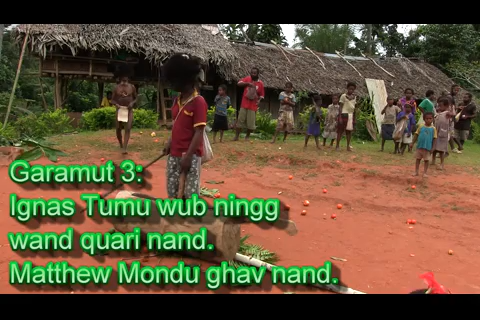 Garamut 3:
Ignas Tumu wub ningg
wand quari nand.
Matthew Mondu ghav nand.